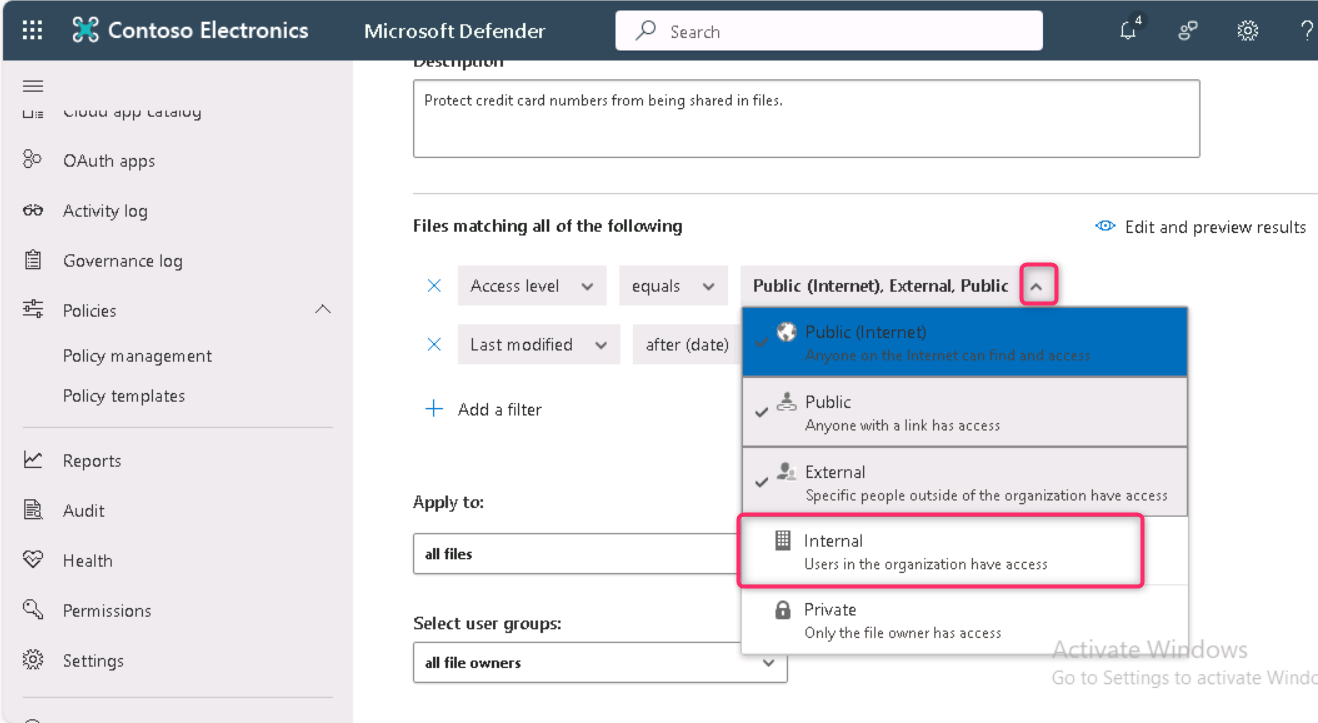 Contoso Electronics
Microsoft Defender
Search
4
?
Cloud app catalog
OAuth apps
Activity log
Governance log
Policies
Policy management
Policy templates
Reports
Audit
Health
Permissions
Settings
Description
Protect credit card numbers from being shared in files.
Files matching all of the following
Edit and preview results
Access level equals Public (Internet), External, Public
Last modified after (date)
Add a filter
Public (Internet)
Anyone on the Internet can find and access
Public
Anyone with a link has access
External
Specific people outside of the organization have access
Internal
Users in the organization have access
Private
Only the file owner has access
Apply to:
all files
Select user groups:
all file owners
Activate Windows
Go to Settings to activate Windo